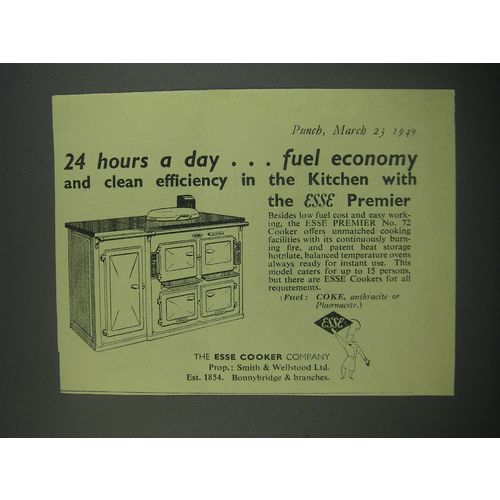 Punch, March 23 1949
24 hours a day . . . fuel economy
and clean efficiency in the Kitchen with
the ESSE Premier
Besides low fuel cost and easy work-
ing, the ESSE PREMIER No. 72
Cooker offers unmatched cooking
facilities with its continuously burn-
ing fire, and patent heat storage
hotplate, balanced temperature ovens
always ready for instant use. This
model caters for up to 15 persons,
but there are ESSE Cookers for all
requirements.
(Fuel: COKE, anthracite or
Phurnacite.)
ESSE
THE ESSE COOKER COMPANY
Prop.: Smith & Wellstood Ltd.
Est. 1854. Bonnybridge & branches.